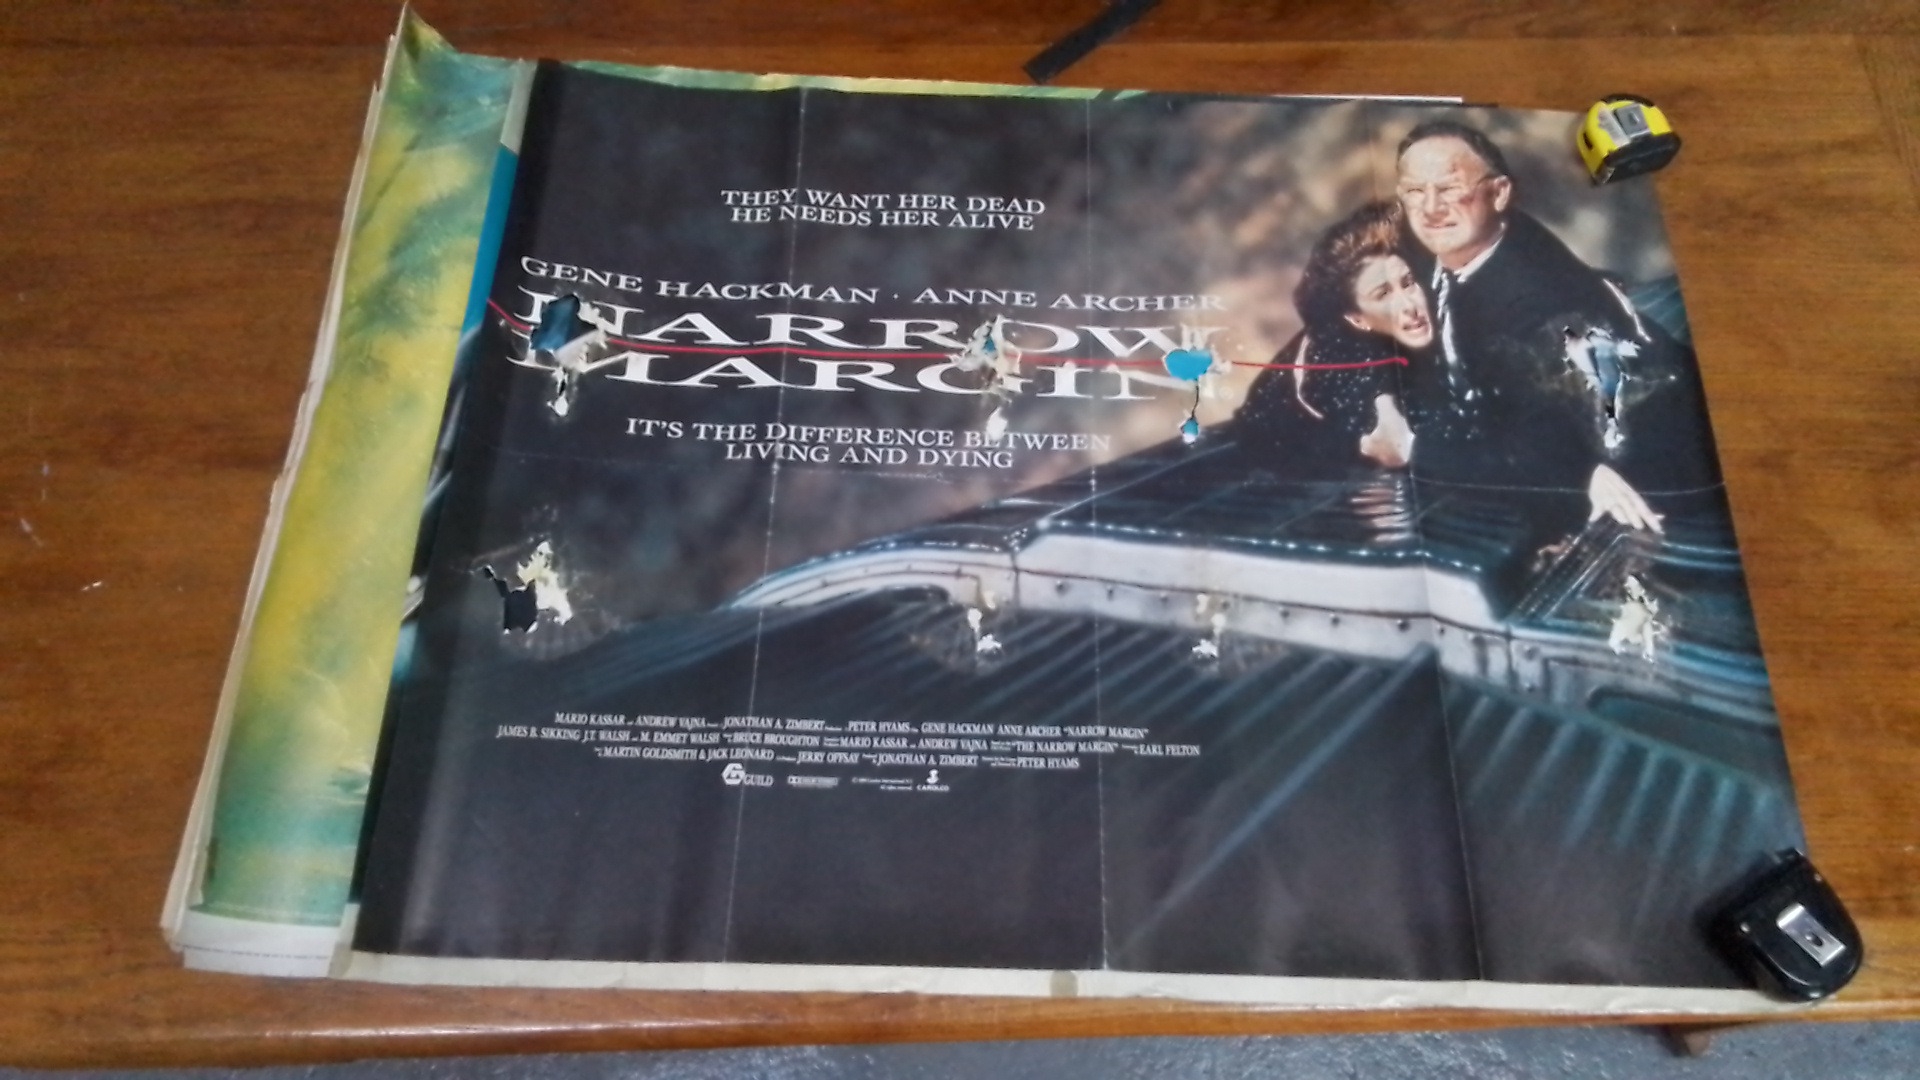 THEY WANT HER DEAD
HE NEEDS HER ALIVE
GENE HACKMAN · ANNE ARCHER
NARROW
MARGIN
IT'S THE DIFFERENCE BETWEEN
LIVING AND DYING
MARIO KASSAR ANDREW VAJNA JONATHAN A. ZIMBERT PETER HYAMS GENE HACKMAN ANNE ARCHER "NARROW MARGIN"
JAMES B. SIKKING J.T. WALSH M. EMMET WALSH BRUCE BROUGHTON MARIO KASSAR ANDREW VAJNA "THE NARROW MARGIN" EARL FELTON
MARTIN GOLDSMITH & JACK LEONARD JERRY OFFSAY JONATHAN A. ZIMBERT PETER HYAMS
GUILD CAROLCO